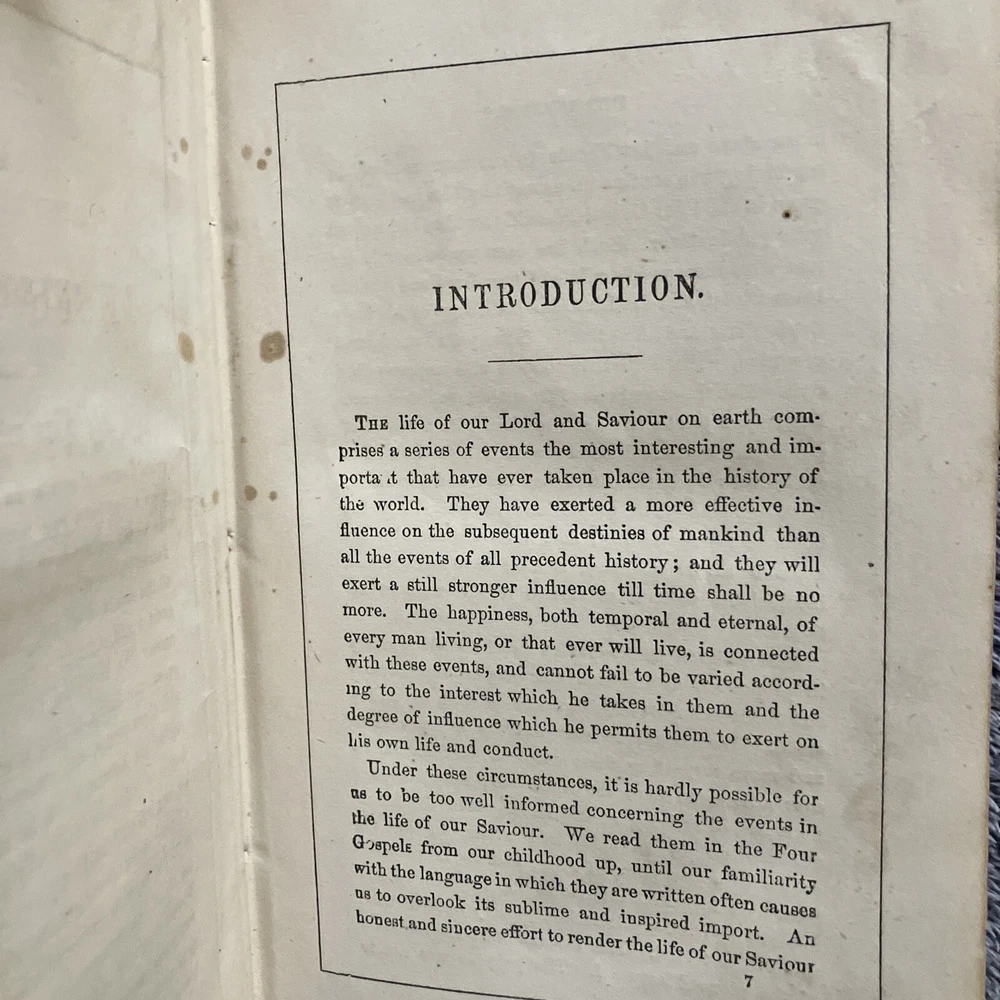 INTRODUCTION.
THE life of our Lord and Saviour on earth com-
prises a series of events the most interesting and im-
porta t that have ever taken place in the history of
the world. They have exerted a more effective in-
fluence on the subsequent destinies of mankind than
all the events of all precedent history; and they will
exert a still stronger influence till time shall be no
more. The happiness, both temporal and eternal, of
every man living, or that ever will live, is connected
with these events, and cannot fail to be varied accord-
ing to the interest which he takes in them and the
degree of influence which he permits them to exert on
his own life and conduct.
Under these circumstances, it is hardly possible for
us to be too well informed concerning the events in
the life of our Saviour. We read them in the Four
Gospels from our childhood up, until our familiarity
with the language in which they are written often causes
us to overlook its sublime and inspired import. An
honest and sincere effort to render the life of our Saviour
7